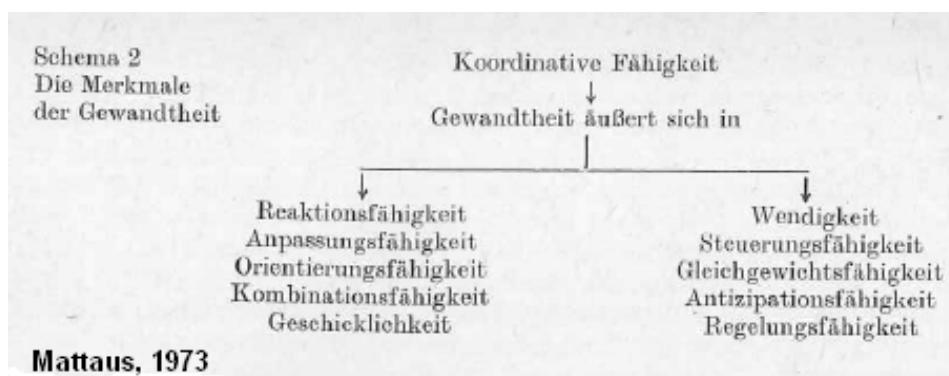 Schema 2
Die Merkmale
der Gewandtheit
Koordinative Fähigkeit
Gewandtheit äußert sich in
Reaktionsfähigkeit
Anpassungsfähigkeit
Orientierungsfähigkeit
Kombinationsfähigkeit
Geschicklichkeit
Wendigkeit
Steuerungsfähigkeit
Gleichgewichtsfähigkeit
Antizipationsfähigkeit
Regelungsfähigkeit
Mattaus, 1973